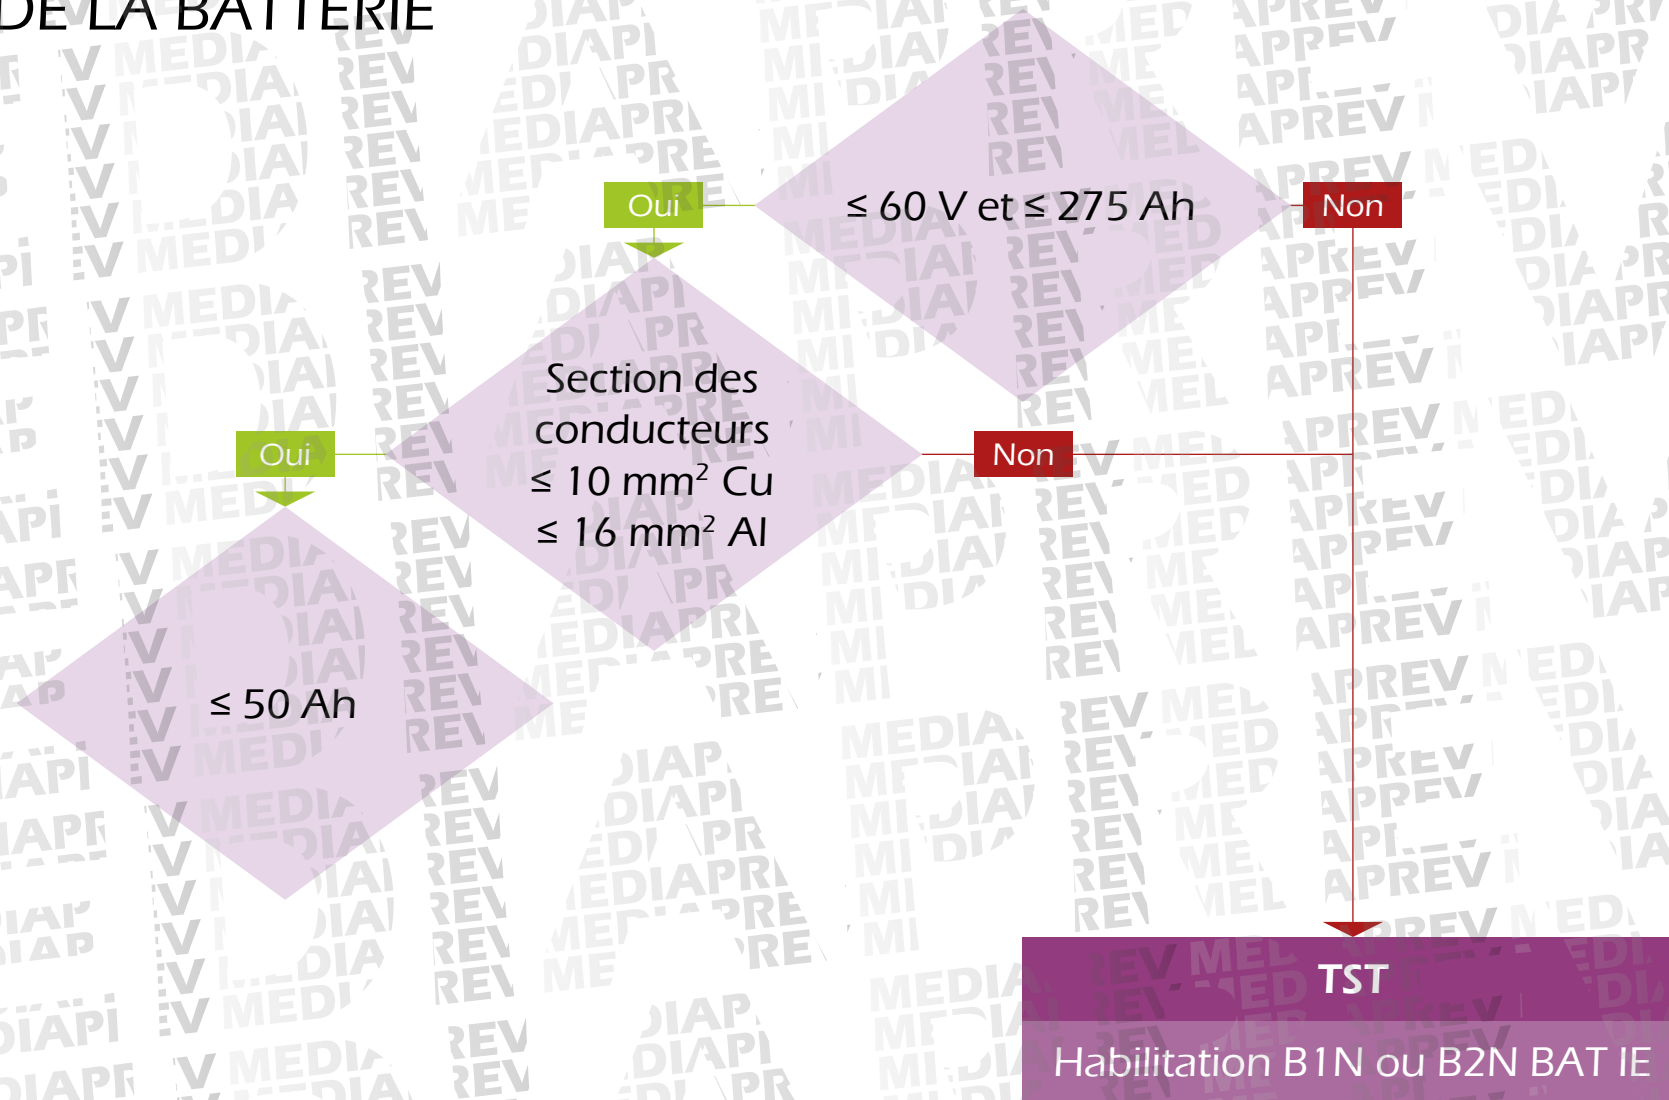 DE LA BATTERIE
≤ 60 V et ≤ 275 Ah
Oui
Non
Section des
conducteurs
≤ 10 mm² Cu
≤ 16 mm² Al
Oui
Non
≤ 50 Ah
TST
Habilitation B1N ou B2N BAT IE